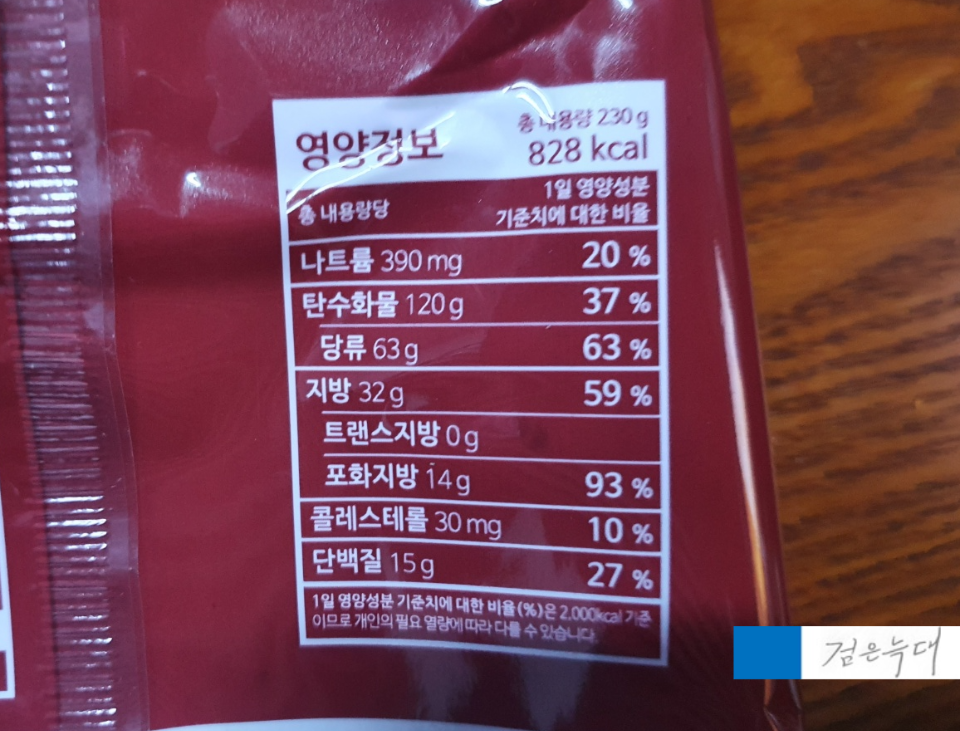 영양정보
총 내용량 230 g
828 kcal
총 내용량당
1일 영양성분
기준치에 대한 비율
나트륨 390 mg 20 %
탄수화물 120 g 37 %
당류 63 g 63 %
지방 32 g 59 %
트랜스지방 0 g
포화지방 14 g 93 %
콜레스테롤 30 mg 10 %
단백질 15 g 27 %
1일 영양성분 기준치에 대한 비율(%)은 2,000kcal 기준
이므로 개인의 필요 열량에 따라 다를 수 있습니다.
검은늑대